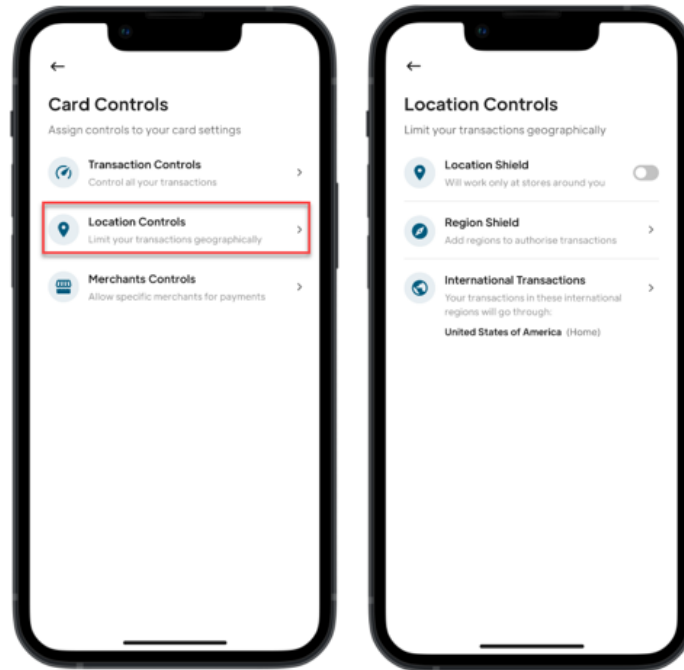 Card Controls
Assign controls to your card settings
Transaction Controls
Control all your transactions
Location Controls
Limit your transactions geographically
Merchants Controls
Allow specific merchants for payments
Location Controls
Limit your transactions geographically
Location Shield
Will work only at stores around you
Region Shield
Add regions to authorise transactions
International Transactions
Your transactions in these international
regions will go through:
United States of America (Home)